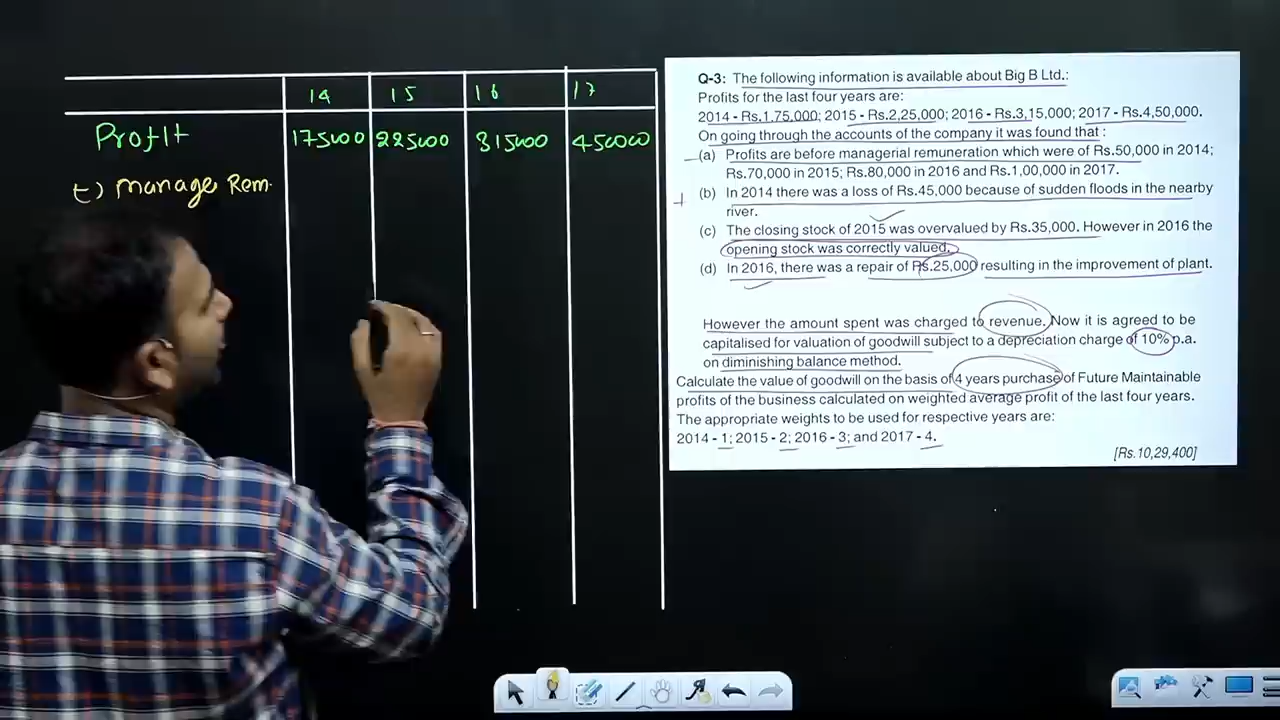 14 15 16 17
Profit 175000 225000 315000 450000
(-) manage Rem.
Q-3: The following information is available about Big B Ltd.:
Profits for the last four years are:
2014 - Rs.1,75,000; 2015 - Rs.2,25,000; 2016 - Rs.3,15,000; 2017 - Rs.4,50,000.
On going through the accounts of the company it was found that :
(a) Profits are before managerial remuneration which were of Rs.50,000 in 2014;
Rs.70,000 in 2015; Rs.80,000 in 2016 and Rs.1,00,000 in 2017.
(b) In 2014 there was a loss of Rs.45,000 because of sudden floods in the nearby
river.
(c) The closing stock of 2015 was overvalued by Rs.35,000. However in 2016 the
opening stock was correctly valued.
(d) In 2016, there was a repair of Rs.25,000 resulting in the improvement of plant.
However the amount spent was charged to revenue. Now it is agreed to be
capitalised for valuation of goodwill subject to a depreciation charge of 10% p.a.
on diminishing balance method.
Calculate the value of goodwill on the basis of 4 years purchase of Future Maintainable
profits of the business calculated on weighted average profit of the last four years.
The appropriate weights to be used for respective years are:
2014 - 1; 2015 - 2; 2016 - 3; and 2017 - 4.
[Rs.10,29,400]